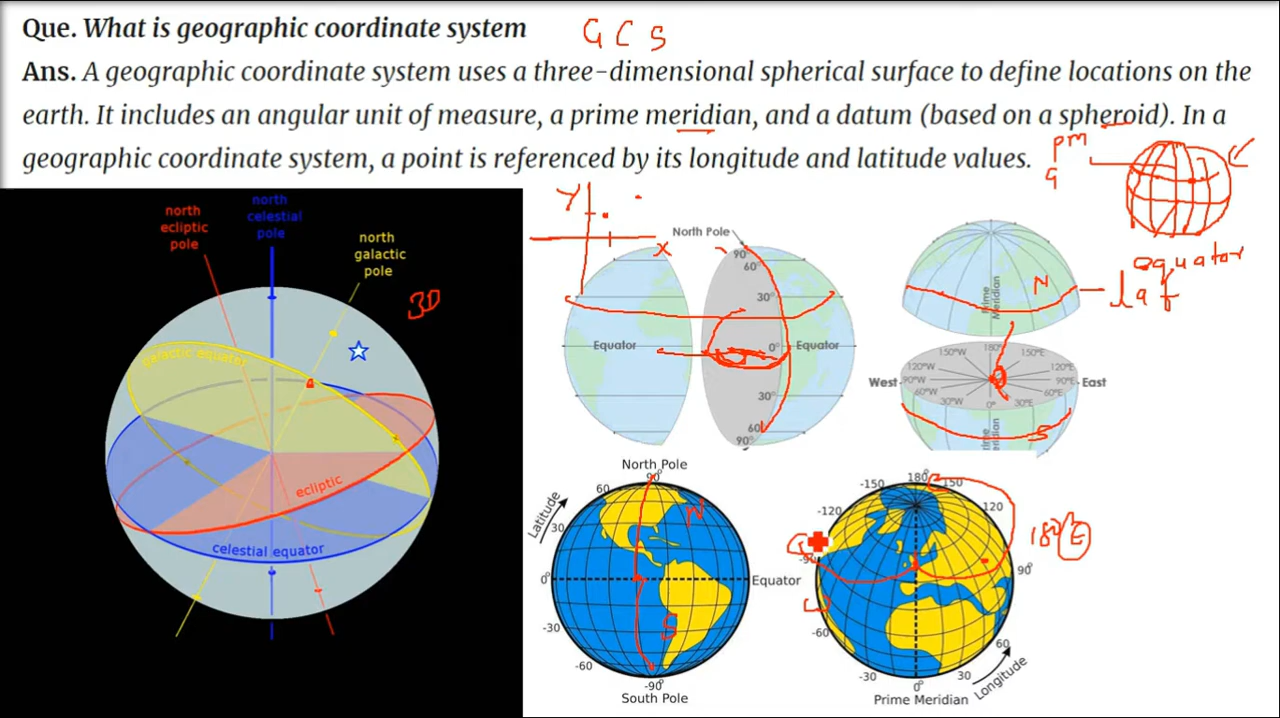 Que. What is geographic coordinate system
G C S
Ans. A geographic coordinate system uses a three-dimensional spherical surface to define locations on the
earth. It includes an angular unit of measure, a prime meridian, and a datum (based on a spheroid). In a
geographic coordinate system, a point is referenced by its longitude and latitude values.
pm
north
ecliptic
pole
north
celestial
pole
north
galactic
pole
3D
galactic equator
ecliptic
celestial equator
Y
X
North Pole
90°
60°
30°
Equator
0°
Equator
30°
60
90°
equator
N
Prime
Meridian
180°
150°W
150°E
120°W
120°E
West
90°W
90°E
East
60°W
60°E
30°W
0°
30°E
S
North Pole
90°
60
Latitude
N
30
0°
Equator
-30
S
-60
-90°
South Pole
180°
-150
150
-120
120
180° E
-90
90°
W
-60
60
-30
30
0°
Longitude
Prime Meridian